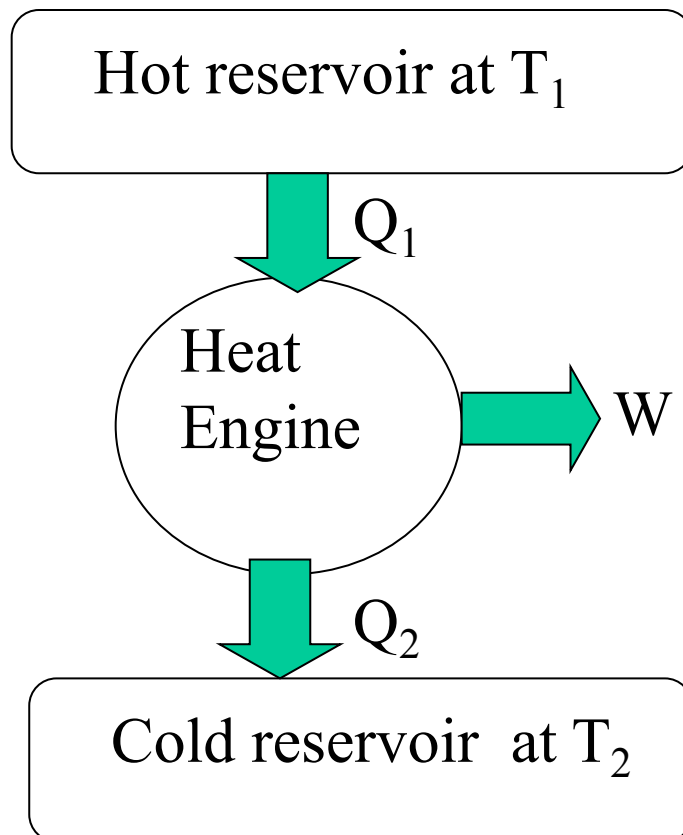 Hot reservoir at T₁
Q₁
Heat
Engine
W
Q₂
Cold reservoir at T₂